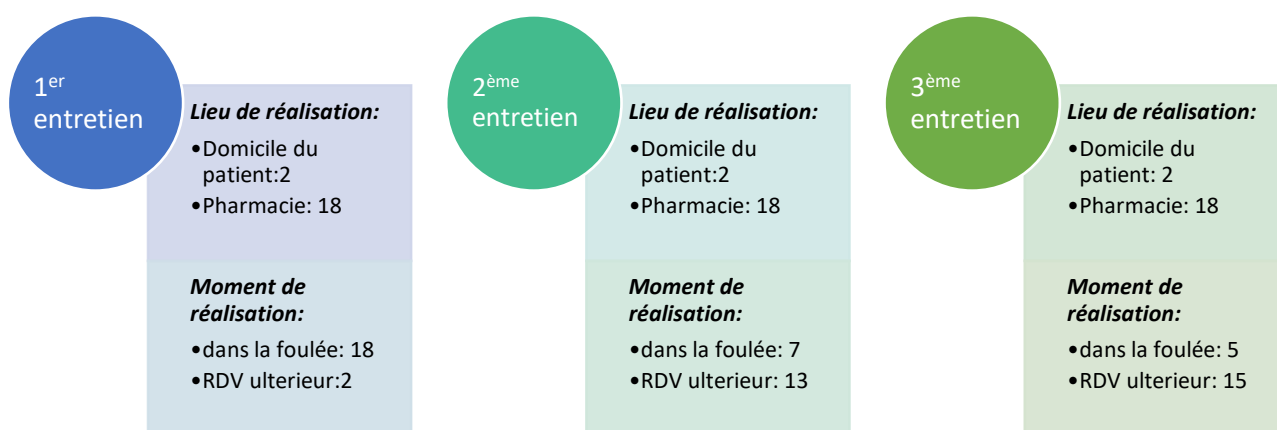 1er
entretien
Lieu de réalisation:
•Domicile du
patient:2
•Pharmacie: 18
Moment de
réalisation:
•dans la foulée: 18
•RDV ulterieur:2
2ème
entretien
Lieu de réalisation:
•Domicile du
patient:2
•Pharmacie: 18
Moment de
réalisation:
•dans la foulée: 7
•RDV ulterieur: 13
3ème
entretien
Lieu de réalisation:
•Domicile du
patient: 2
•Pharmacie: 18
Moment de
réalisation:
•dans la foulée: 5
•RDV ulterieur: 15